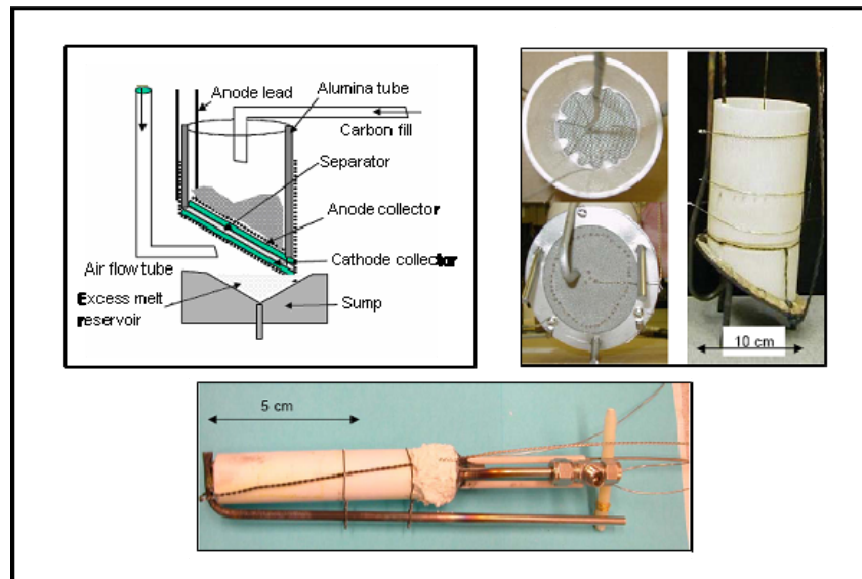 Anode lead
Alumina tube
Carbon fill
Separator
Anode collector
Cathode collector
Air flow tube
Excess melt
reservoir
Sump
10 cm
5 cm